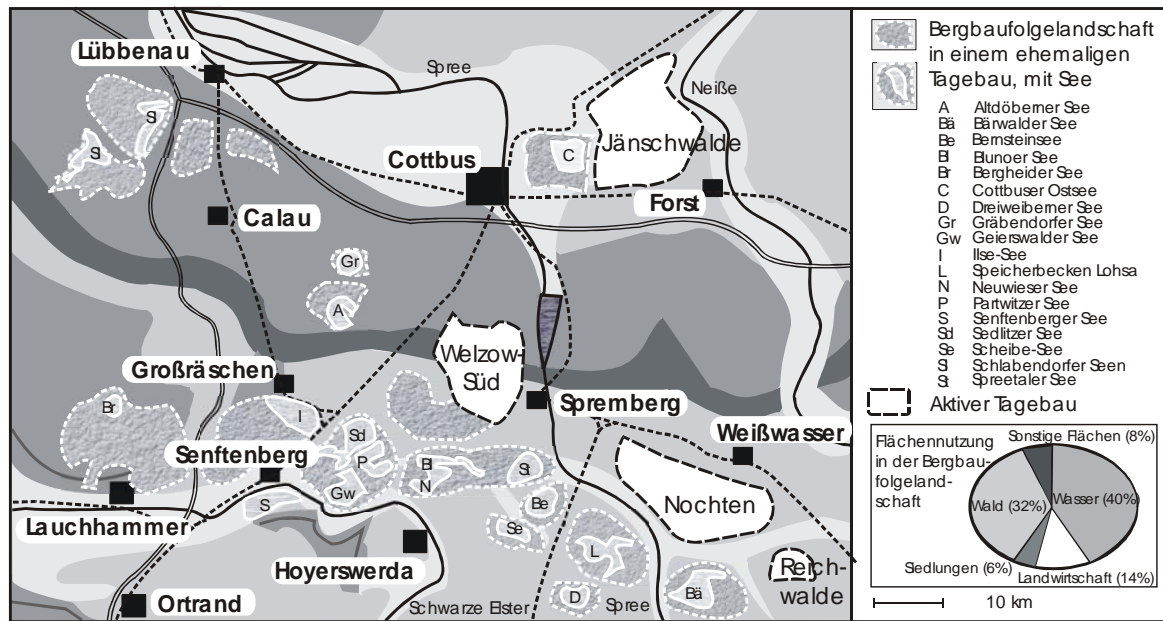 Lübbenau
Spree
Neiße
Sl
Sl
Jänschwalde
Cottbus
C
Forst
Calau
Gr
A
Welzow-
Süd
Großräschen
Spremberg
Br
I
Weißwasser
Sd
Senftenberg
P
Bl
St
N
Gw
Be
Nochten
S
Se
Lauchhammer
L
Hoyerswerda
Reich-
walde
D
Bä
Ortrand
Schwarze Elster
Spree
Bergbaufolgelandschaft
in einem ehemaligen
Tagebau, mit See
A Altdöberner See
Bä Bärwalder See
Be Bernsteinsee
Bl Blunoer See
Br Bergheider See
C Cottbuser Ostsee
D Dreiweiberner See
Gr Gräbendorfer See
Gw Geierswalder See
I Ilse-See
L Speicherbecken Lohsa
N Neuwieser See
P Partwitzer See
S Senftenberger See
Sd Sedlitzer See
Se Scheibe-See
Sl Schlabendorfer Seen
St Spreetaler See
Aktiver Tagebau
Flächennutzung
in der Bergbau-
folgeland-
schaft
Sonstige Flächen (8%)
Wald (32%)
Wasser (40%)
Siedlungen (6%)
Landwirtschaft (14%)
10 km